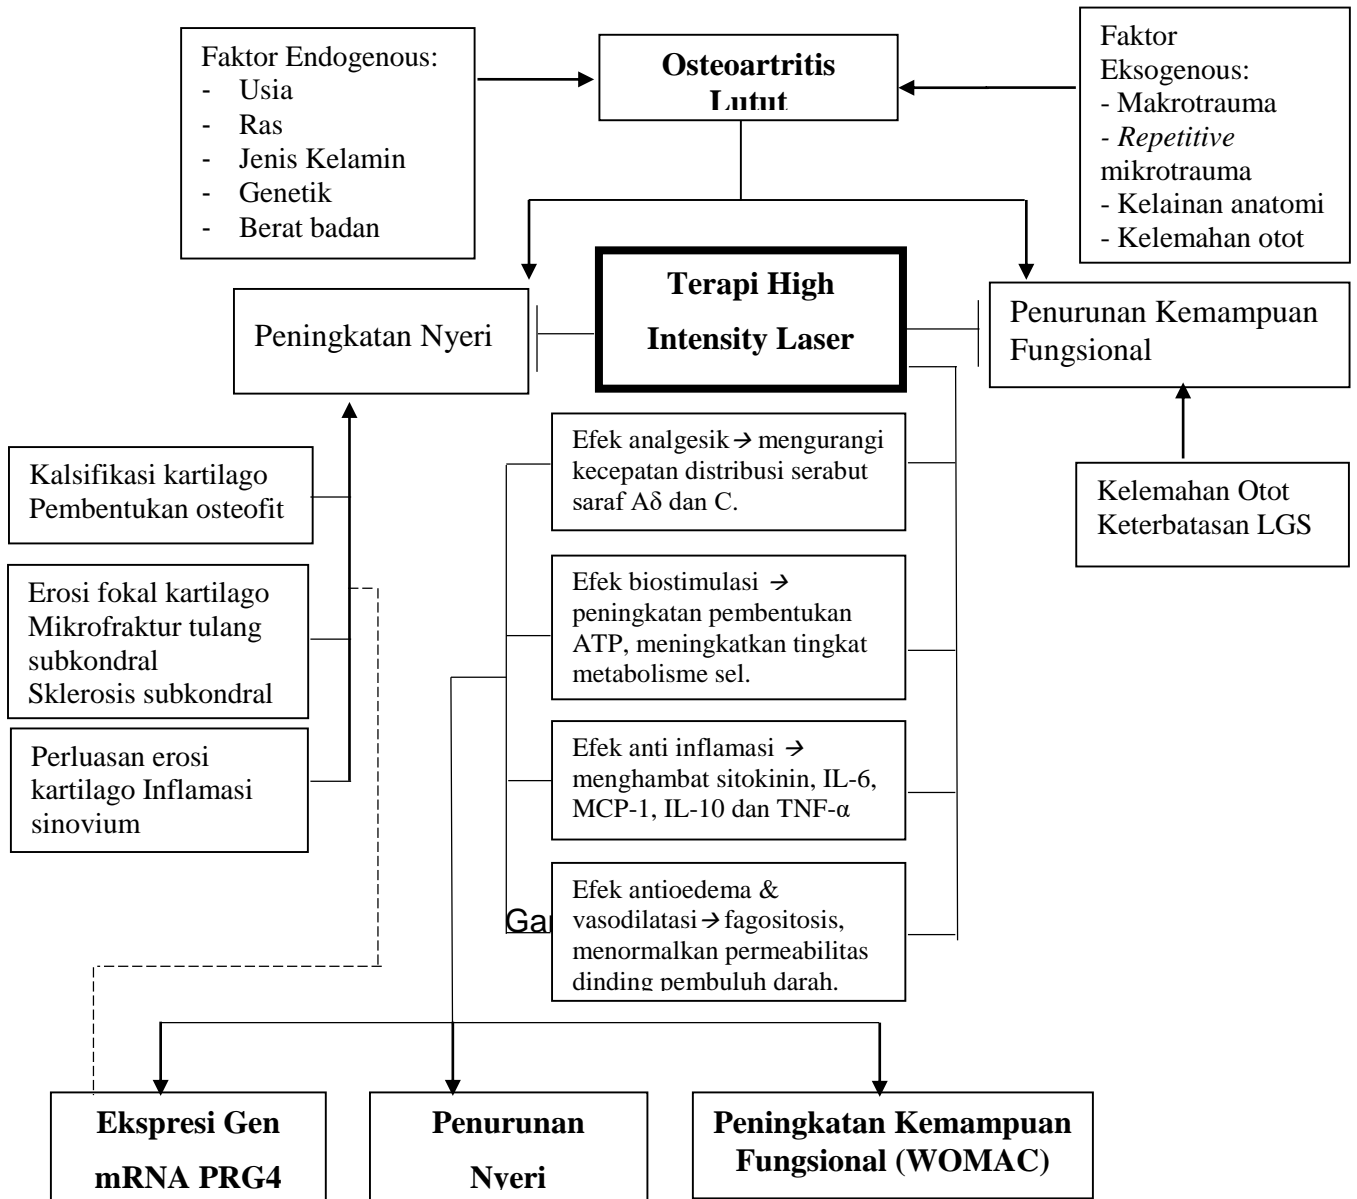 Faktor Endogenous:
- Usia
- Ras
- Jenis Kelamin
- Genetik
- Berat badan
Osteoartritis
Lutut
Faktor
Eksogenous:
- Makrotrauma
- Repetitive
mikrotrauma
- Kelainan anatomi
- Kelemahan otot
Peningkatan Nyeri
Terapi High
Intensity Laser
Penurunan Kemampuan
Fungsional
Kalsifikasi kartilago
Pembentukan osteofit
Erosi fokal kartilago
Mikrofraktur tulang
subkondral
Sklerosis subkondral
Perluasan erosi
kartilago Inflamasi
sinovium
Efek analgesik→ mengurangi
kecepatan distribusi serabut
saraf Aδ dan C.
Efek biostimulasi →
peningkatan pembentukan
ATP, meningkatkan tingkat
metabolisme sel.
Efek anti inflamasi →
menghambat sitokinin, IL-6,
MCP-1, IL-10 dan TNF-α
Efek antioedema &
vasodilatasi→ fagositosis,
menormalkan permeabilitas
dinding pembuluh darah.
Kelemahan Otot
Keterbatasan LGS
Ekspresi Gen
mRNA PRG4
Penurunan
Nyeri
Peningkatan Kemampuan
Fungsional (WOMAC)